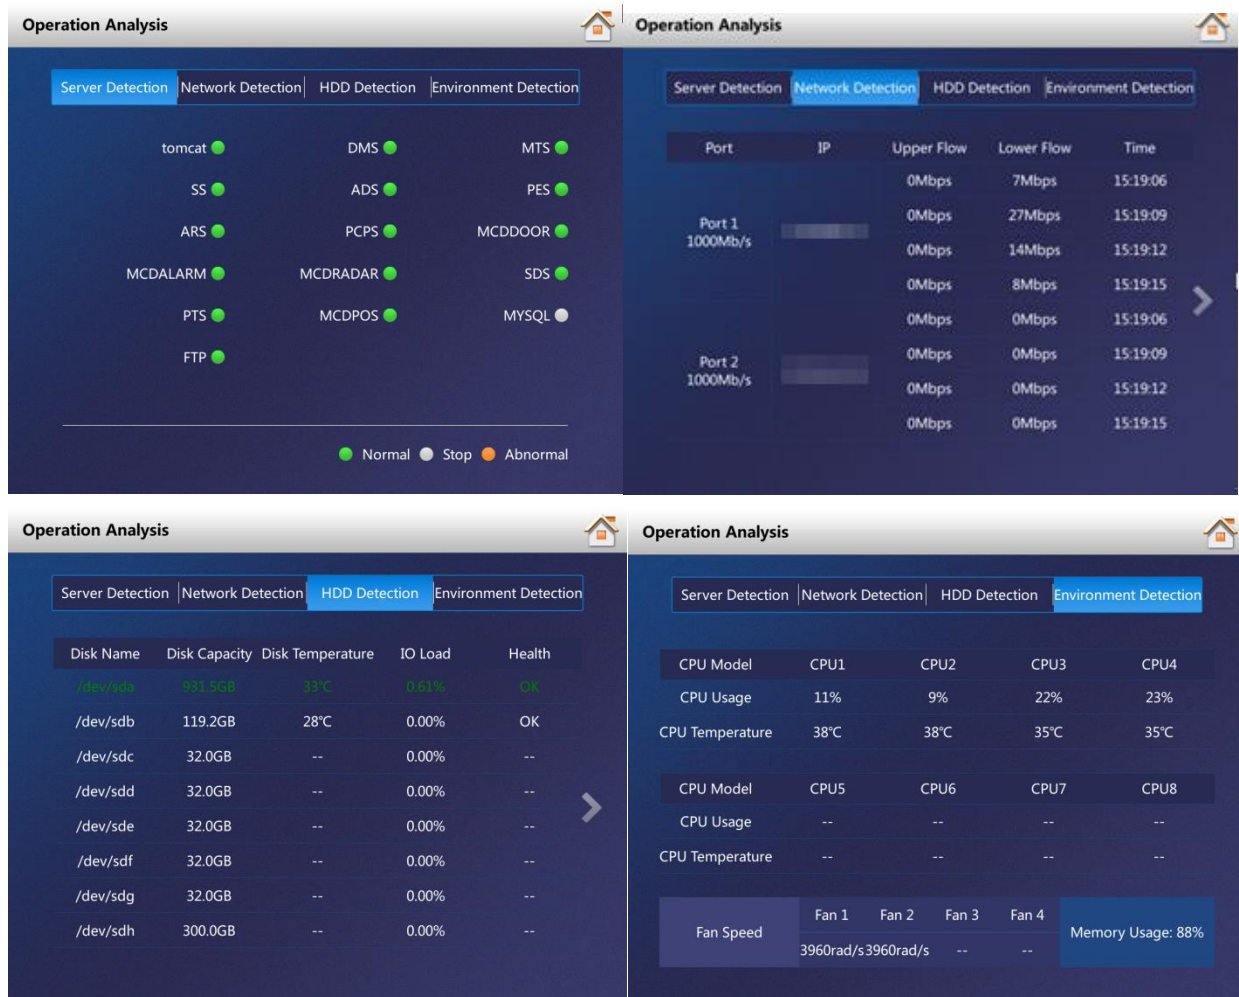 Operation Analysis
Server Detection Network Detection HDD Detection Environment Detection
tomcat DMS MTS
SS ADS PES
ARS PCPS MCDDOOR
MCDALARM MCDRADAR SDS
PTS MCDPOS MYSQL
FTP
Normal Stop Abnormal
Operation Analysis
Server Detection Network Detection HDD Detection Environment Detection
Port IP Upper Flow Lower Flow Time
0Mbps 7Mbps 15:19:06
Port 1 0Mbps 27Mbps 15:19:09
1000Mb/s 0Mbps 14Mbps 15:19:12
0Mbps 8Mbps 15:19:15
0Mbps 0Mbps 15:19:06
Port 2 0Mbps 0Mbps 15:19:09
1000Mb/s 0Mbps 0Mbps 15:19:12
0Mbps 0Mbps 15:19:15
Operation Analysis
Server Detection Network Detection HDD Detection Environment Detection
Disk Name Disk Capacity Disk Temperature IO Load Health
/dev/sda 931.5GB 33℃ 0.61% OK
/dev/sdb 119.2GB 28℃ 0.00% OK
/dev/sdc 32.0GB -- 0.00% --
/dev/sdd 32.0GB -- 0.00% --
/dev/sde 32.0GB -- 0.00% --
/dev/sdf 32.0GB -- 0.00% --
/dev/sdg 32.0GB -- 0.00% --
/dev/sdh 300.0GB -- 0.00% --
Operation Analysis
Server Detection Network Detection HDD Detection Environment Detection
CPU Model CPU1 CPU2 CPU3 CPU4
CPU Usage 11% 9% 22% 23%
CPU Temperature 38℃ 38℃ 35℃ 35℃
CPU Model CPU5 CPU6 CPU7 CPU8
CPU Usage -- -- -- --
CPU Temperature -- -- -- --
Fan Speed Fan 1 Fan 2 Fan 3 Fan 4 Memory Usage: 88%
3960rad/s 3960rad/s -- --